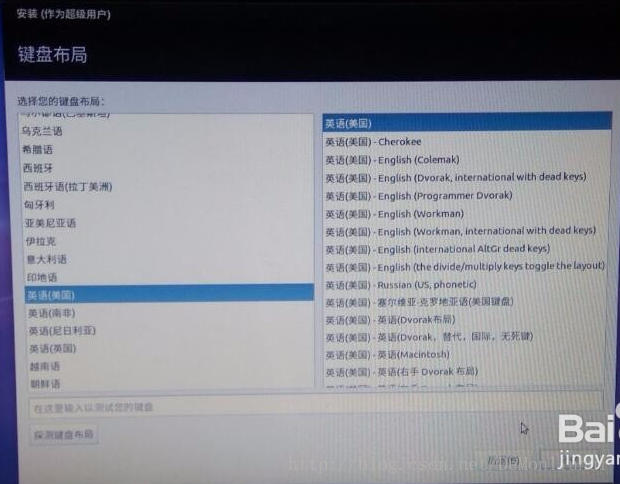 安装 (作为超级用户)
键盘布局
选择您的键盘布局：
乌克兰语
希腊语
西班牙
西班牙语(拉丁美洲)
匈牙利
亚美尼亚语
伊拉克
意大利语
印地语
英语(美国)
英语(南非)
英语(尼日利亚)
英语(英国)
越南语
朝鲜语
英语(美国)
英语(美国) - Cherokee
英语(美国) - English (Colemak)
英语(美国) - English (Dvorak, international with dead keys)
英语(美国) - English (Programmer Dvorak)
英语(美国) - English (Workman)
英语(美国) - English (Workman, international with dead keys)
英语(美国) - English (international AltGr dead keys)
英语(美国) - English (the divide/multiply keys toggle the layout)
英语(美国) - Russian (US, phonetic)
英语(美国) - 塞尔维亚-克罗地亚语(美国键盘)
英语(美国) - 英语(Dvorak布局)
英语(美国) - 英语(Dvorak，替代，国际，无死键)
英语(美国) - 英语(Macintosh)
英语(美国) - 英语(右手 Dvorak 布局)
在这里输入以测试您的键盘
探测键盘布局
Bai
jingyan